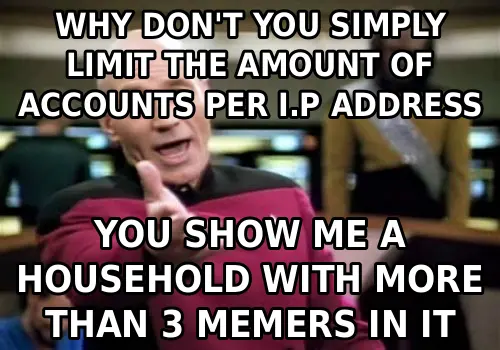 WHY DON'T YOU SIMPLY
LIMIT THE AMOUNT OF
ACCOUNTS PER I.P ADDRESS
YOU SHOW ME A
HOUSEHOLD WITH MORE
THAN 3 MEMERS IN IT